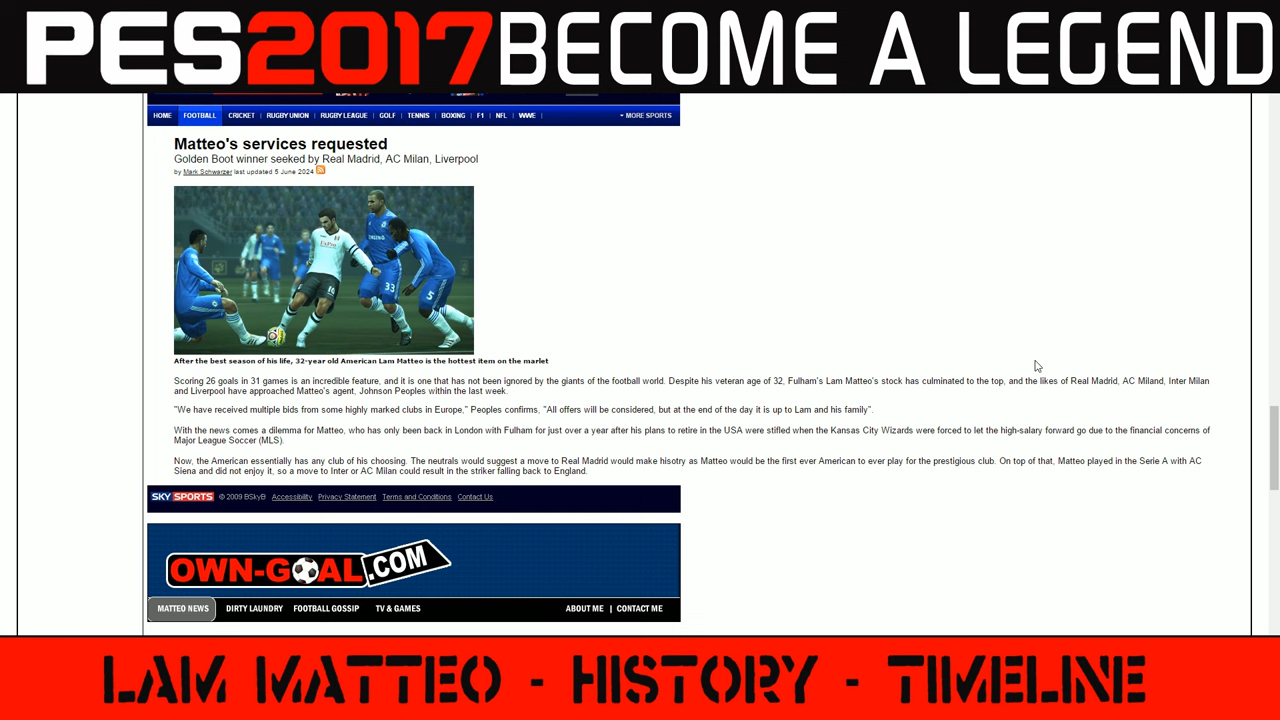 PES2017 BECOME A LEGEND
HOME FOOTBALL CRICKET RUGBY UNION RUGBY LEAGUE GOLF TENNIS BOXING F1 NFL WWE + MORE SPORTS
Matteo's services requested
Golden Boot winner seeked by Real Madrid, AC Milan, Liverpool
by Mark Schwarzer last updated 5 June 2024
33
5
After the best season of his life, 32-year old American Lam Matteo is the hottest item on the marlet
Scoring 26 goals in 31 games is an incredible feature, and it is one that has not been ignored by the giants of the football world. Despite his veteran age of 32, Fulham's Lam Matteo's stock has culminated to the top, and the likes of Real Madrid, AC Miland, Inter Milan
and Liverpool have approached Matteo's agent, Johnson Peoples within the last week.
"We have received multiple bids from some highly marked clubs in Europe," Peoples confirms, "All offers will be considered, but at the end of the day it is up to Lam and his family".
With the news comes a dilemma for Matteo, who has only been back in London with Fulham for just over a year after his plans to retire in the USA were stifled when the Kansas City Wizards were forced to let the high-salary forward go due to the financial concerns of
Major League Soccer (MLS).
Now, the American essentially has any club of his choosing. The neutrals would suggest a move to Real Madrid would make hisotry as Matteo would be the first ever American to ever play for the prestigious club. On top of that, Matteo played in the Serie A with AC
Siena and did not enjoy it, so a move to Inter or AC Milan could result in the striker falling back to England.
SKY SPORTS © 2009 BSkyB Accessibility Privacy Statement Terms and Conditions Contact Us
OWN-GOAL.COM
MATTEO NEWS DIRTY LAUNDRY FOOTBALL GOSSIP TV & GAMES ABOUT ME | CONTACT ME
LAM MATTEO - HISTORY - TIMELINE